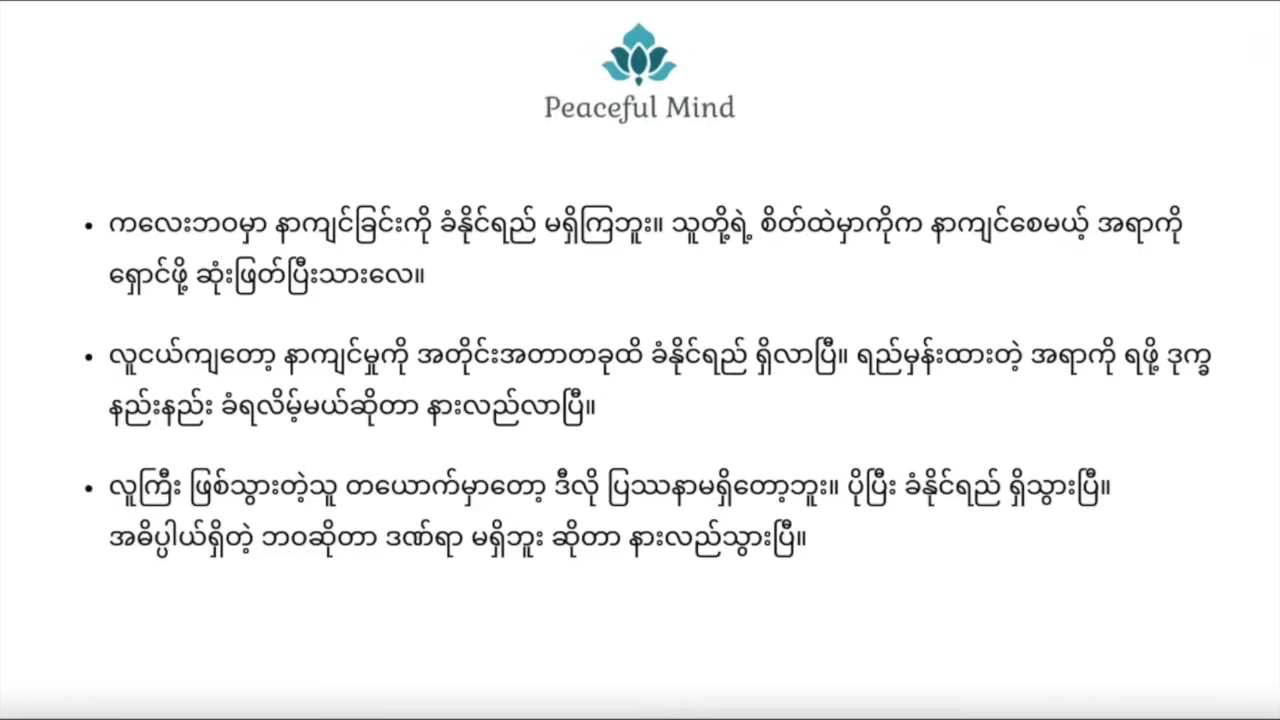 Peaceful Mind
• ကလေးဘဝမှာ နာကျင်ခြင်းကို ခံနိုင်ရည် မရှိကြဘူး။ သူတို့ရဲ့ စိတ်ထဲမှာကိုက နာကျင်စေမယ့် အရာကို
ရှောင်ဖို့ ဆုံးဖြတ်ပြီးသားလေ။
• လူငယ်ကျတော့ နာကျင်မှုကို အတိုင်းအတာတခုထိ ခံနိုင်ရည် ရှိလာပြီ။ ရည်မှန်းထားတဲ့ အရာကို ရဖို့ ဒုက္ခ
နည်းနည်း ခံရလိမ့်မယ်ဆိုတာ နားလည်လာပြီ။
• လူကြီး ဖြစ်သွားတဲ့သူ တယောက်မှာတော့ ဒီလို ပြဿနာမရှိတော့ဘူး။ ပိုပြီး ခံနိုင်ရည် ရှိသွားပြီ။
အဓိပ္ပါယ်ရှိတဲ့ ဘဝဆိုတာ ဒဏ်ရာ မရှိဘူး ဆိုတာ နားလည်သွားပြီ။